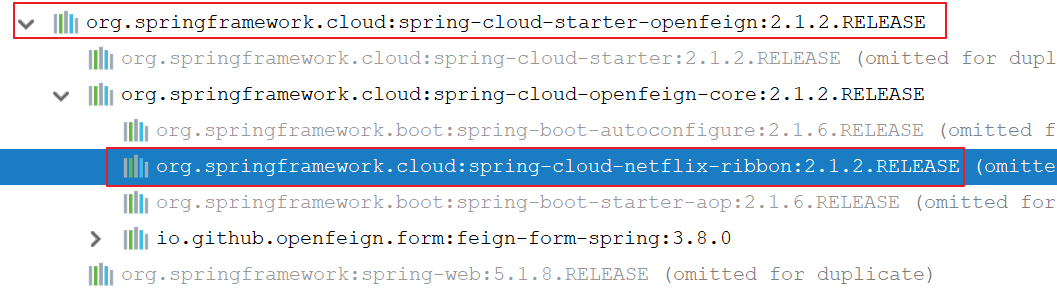 org.springframework.cloud:spring-cloud-starter-openfeign:2.1.2.RELEASE
org.springframework.cloud:spring-cloud-starter:2.1.2.RELEASE (omitted for dupl
org.springframework.cloud:spring-cloud-openfeign-core:2.1.2.RELEASE
org.springframework.boot:spring-boot-autoconfigure:2.1.6.RELEASE (omitted f
org.springframework.cloud:spring-cloud-netflix-ribbon:2.1.2.RELEASE (omitte
org.springframework.boot:spring-boot-starter-aop:2.1.6.RELEASE (omitted for
io.github.openfeign.form:feign-form-spring:3.8.0
org.springframework:spring-web:5.1.8.RELEASE (omitted for duplicate)